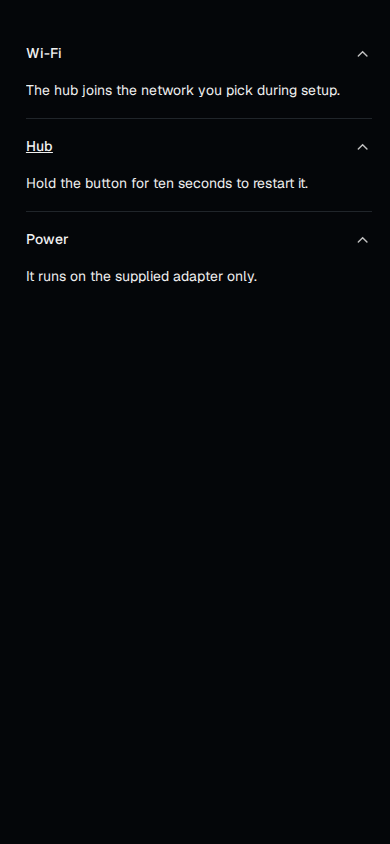 Wi-Fi
The hub joins the network you pick during setup.
Hub
Hold the button for ten seconds to restart it.
Power
It runs on the supplied adapter only.